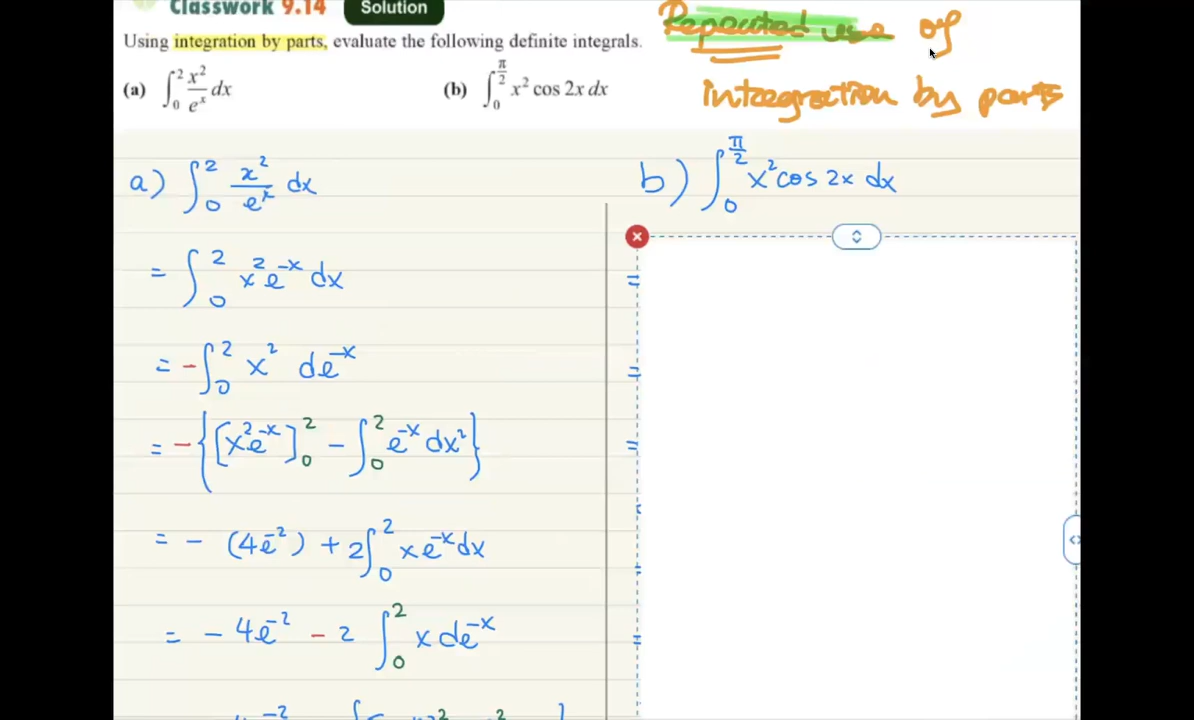 Classwork 9.14 Solution
Using integration by parts, evaluate the following definite integrals.
(a) ∫₀² x²/eˣ dx (b) ∫₀^(π/2) x² cos 2x dx
Repeated use of
integration by parts
a) ∫₀² x²/eˣ dx
= ∫₀² x²e⁻ˣ dx
= -∫₀² x² de⁻ˣ
= -{[x²e⁻ˣ]₀² - ∫₀² e⁻ˣ dx²}
= - (4e⁻²) + 2∫₀² xe⁻ˣ dx
= - 4e⁻² - 2 ∫₀² x de⁻ˣ
b) ∫₀^(π/2) x² cos 2x dx
=
=
=
=
=